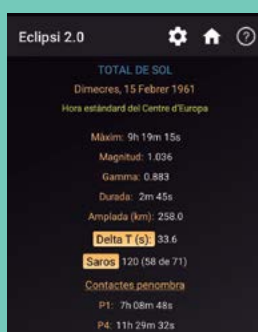 Eclipsi 2.0
TOTAL DE SOL
Dimecres, 15 Febrer 1961
Hora estándard del Centre d'Europa
Màxim: 9h 19m 15s
Magnitud: 1.036
Gamma: 0.883
Durada: 2m 45s
Amplada (km): 258.0
Delta T (s): 33.6
Saros 120 (58 de 71)
Contactes penombra
P1: 7h 08m 48s
P4: 11h 29m 32s